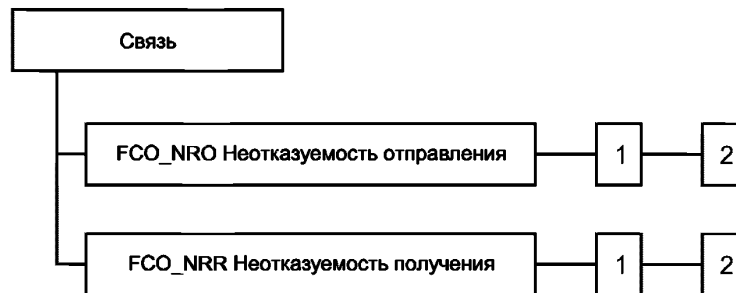 Связь
FCO_NRO Неотказуемость отправления 1 2
FCO_NRR Неотказуемость получения 1 2